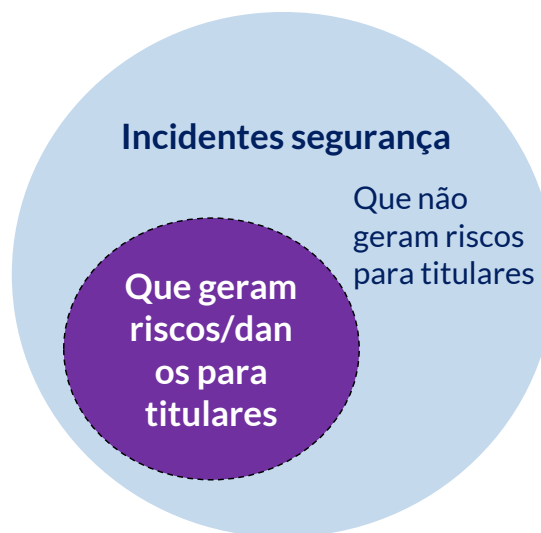 Incidentes segurança
Que não
geram riscos
para titulares
Que geram
riscos/dan
os para
titulares